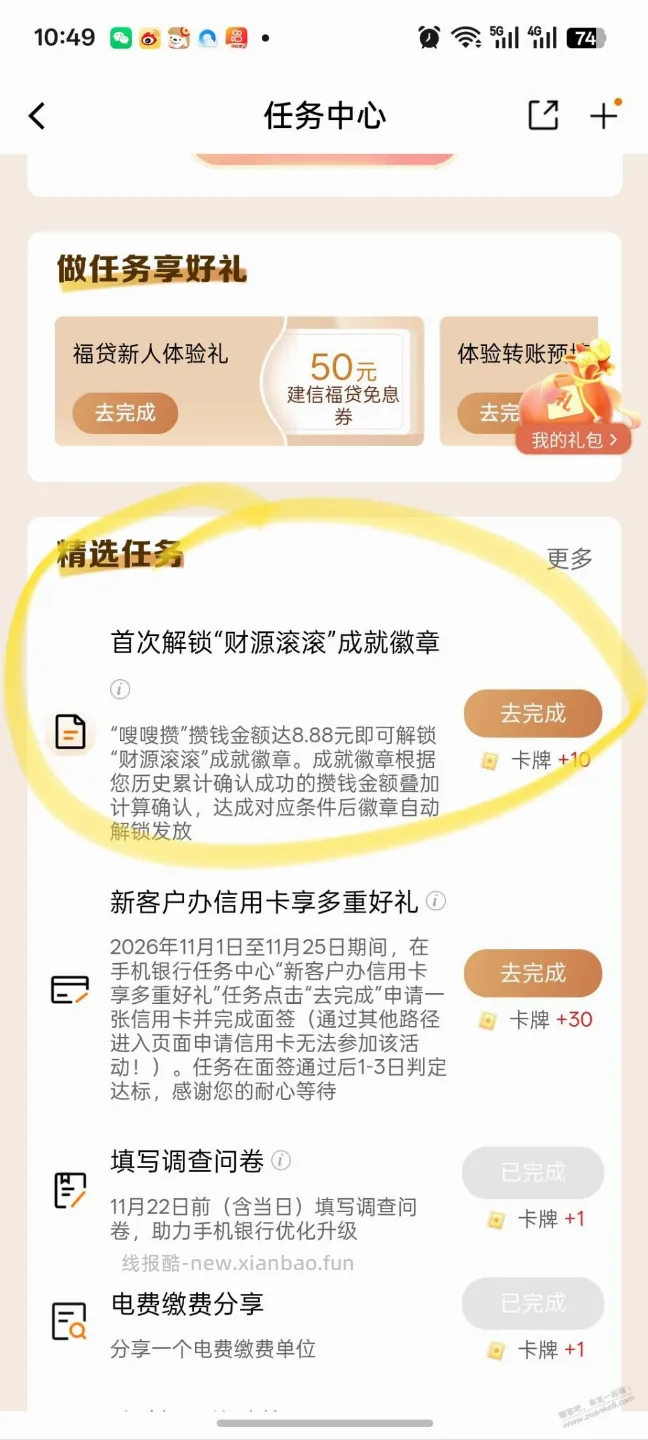 10:49
5G
4G
74
任务中心
做任务享好礼
福贷新人体验礼
去完成
50元
建信福贷免息
券
体验转账预
去完
礼
我的礼包 >
精选任务
更多
首次解锁“财源滚滚”成就徽章
“嗖嗖攒”攒钱金额达8.88元即可解锁
“财源滚滚”成就徽章。成就徽章根据
您历史累计确认成功的攒钱金额叠加
计算确认，达成对应条件后徽章自动
解锁发放
去完成
卡牌 +10
新客户办信用卡享多重好礼
2026年11月1日至11月25日期间，在
手机银行任务中心“新客户办信用卡
享多重好礼”任务点击“去完成”申请一
张信用卡并完成面签（通过其他路径
进入页面申请信用卡无法参加该活
动！）。任务在面签通过后1-3日判定
达标，感谢您的耐心等待
去完成
卡牌 +30
填写调查问卷
11月22日前（含当日）填写调查问
卷，助力手机银行优化升级
已完成
卡牌 +1
线报酷-new.xianbao.fun
电费缴费分享
分享一个电费缴费单位
已完成
卡牌 +1
www.zuanke8.com